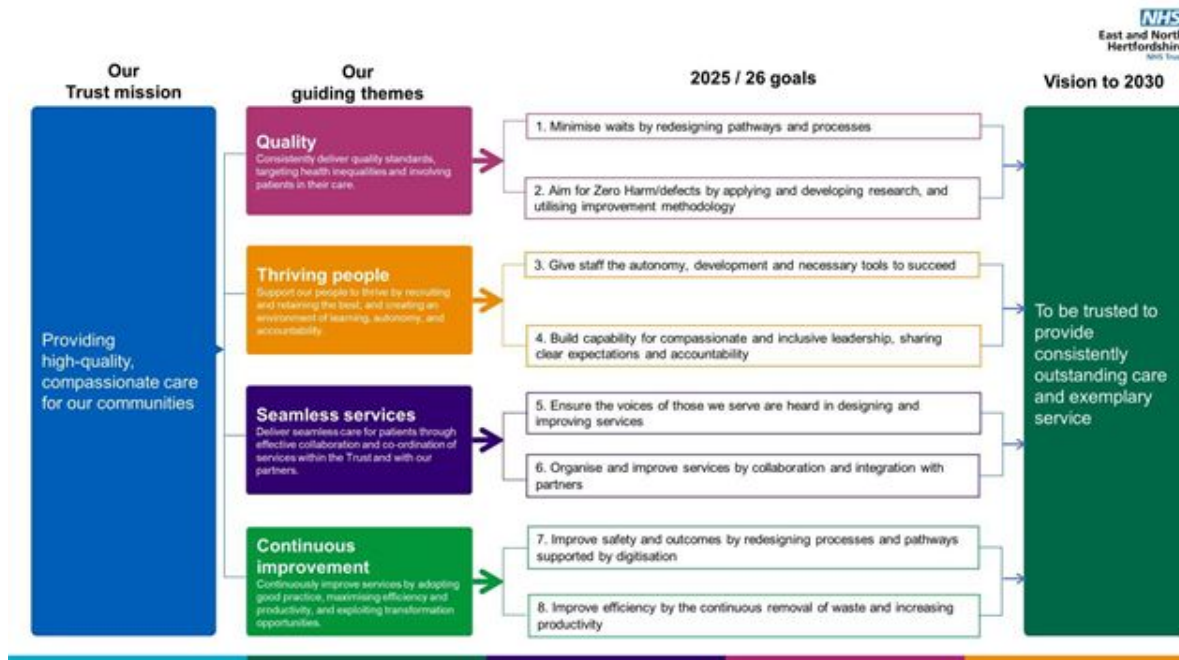 NHS
East and North
Hertfordshire
NHS Trust
Our
Trust mission
Our
guiding themes
2025 / 26 goals
Vision to 2030
Providing
high-quality,
compassionate care
for our communities
Quality
Consistently deliver quality standards,
targeting health inequalities and involving
patients in their care.
1. Minimise waits by redesigning pathways and processes
2. Aim for Zero Harm/defects by applying and developing research, and
utilising improvement methodology
Thriving people
Support our people to thrive by recruiting
and retaining the best, and creating an
environment of learning, autonomy, and
accountability.
3. Give staff the autonomy, development and necessary tools to succeed
4. Build capability for compassionate and inclusive leadership, sharing
clear expectations and accountability
Seamless services
Deliver seamless care for patients through
effective collaboration and co-ordination of
services within the Trust and with our
partners.
5. Ensure the voices of those we serve are heard in designing and
improving services
6. Organise and improve services by collaboration and integration with
partners
Continuous
improvement
Continuously improve services by adopting
good practice, maximising efficiency and
productivity, and exploiting transformation
opportunities.
7. Improve safety and outcomes by redesigning processes and pathways
supported by digitisation
8. Improve efficiency by the continuous removal of waste and increasing
productivity
To be trusted to
provide
consistently
outstanding care
and exemplary
service